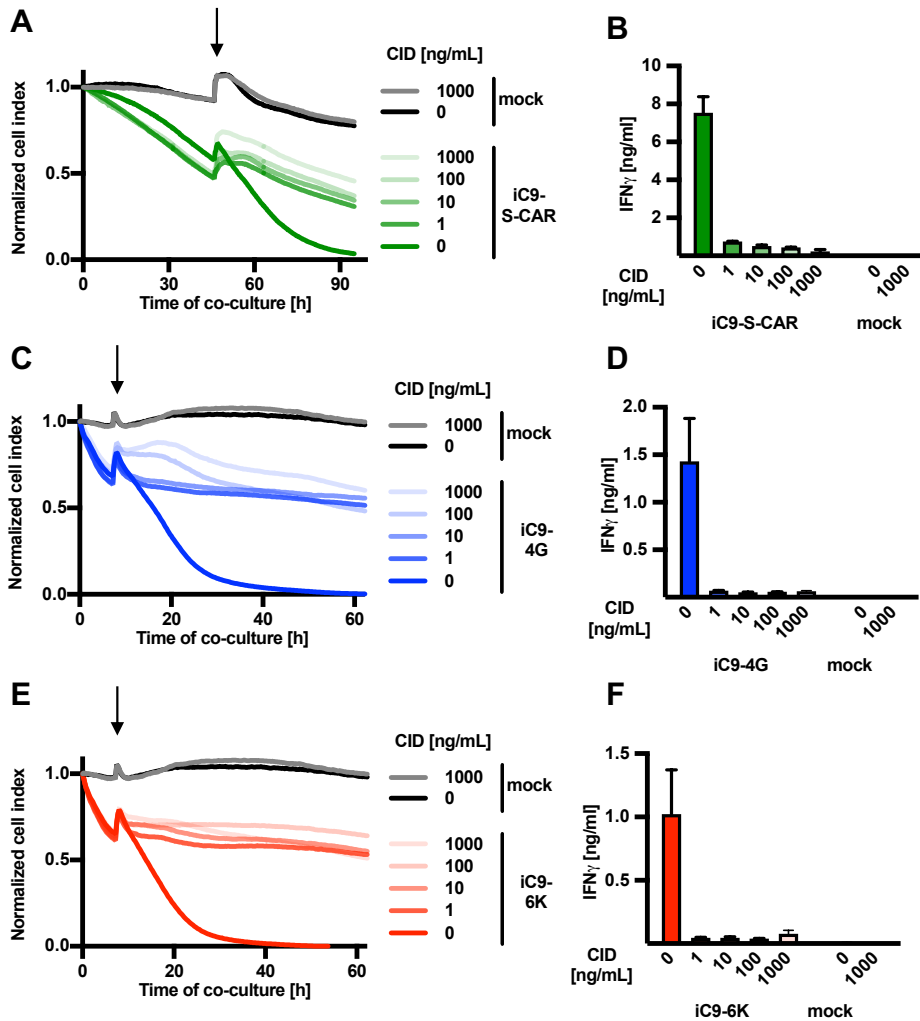 A
Normalized cell index
1.0
0.5
0.0
0 30 60 90
Time of co-culture [h]
CID [ng/mL]
1000
0
mock
1000
100
10
1
0
iC9-
S-CAR
B
IFNγ [ng/ml]
10
8
6
4
2
CID
[ng/mL]
0 1 10 100 1000 0 1000
iC9-S-CAR mock
C
Normalized cell index
1.0
0.5
0.0
0 20 40 60
Time of co-culture [h]
CID [ng/mL]
1000
0
mock
1000
100
10
1
0
iC9-
4G
D
IFNγ [ng/ml]
2.0
1.5
1.0
0.5
CID
[ng/mL]
0 1 10 100 1000 0 1000
iC9-4G mock
E
Normalized cell index
1.0
0.5
0.0
0 20 40 60
Time of co-culture [h]
CID [ng/mL]
1000
0
mock
1000
100
10
1
0
iC9-
6K
F
IFNγ [ng/ml]
1.5
1.0
0.5
CID
[ng/mL]
0 1 10 100 1000 0 1000
iC9-6K mock